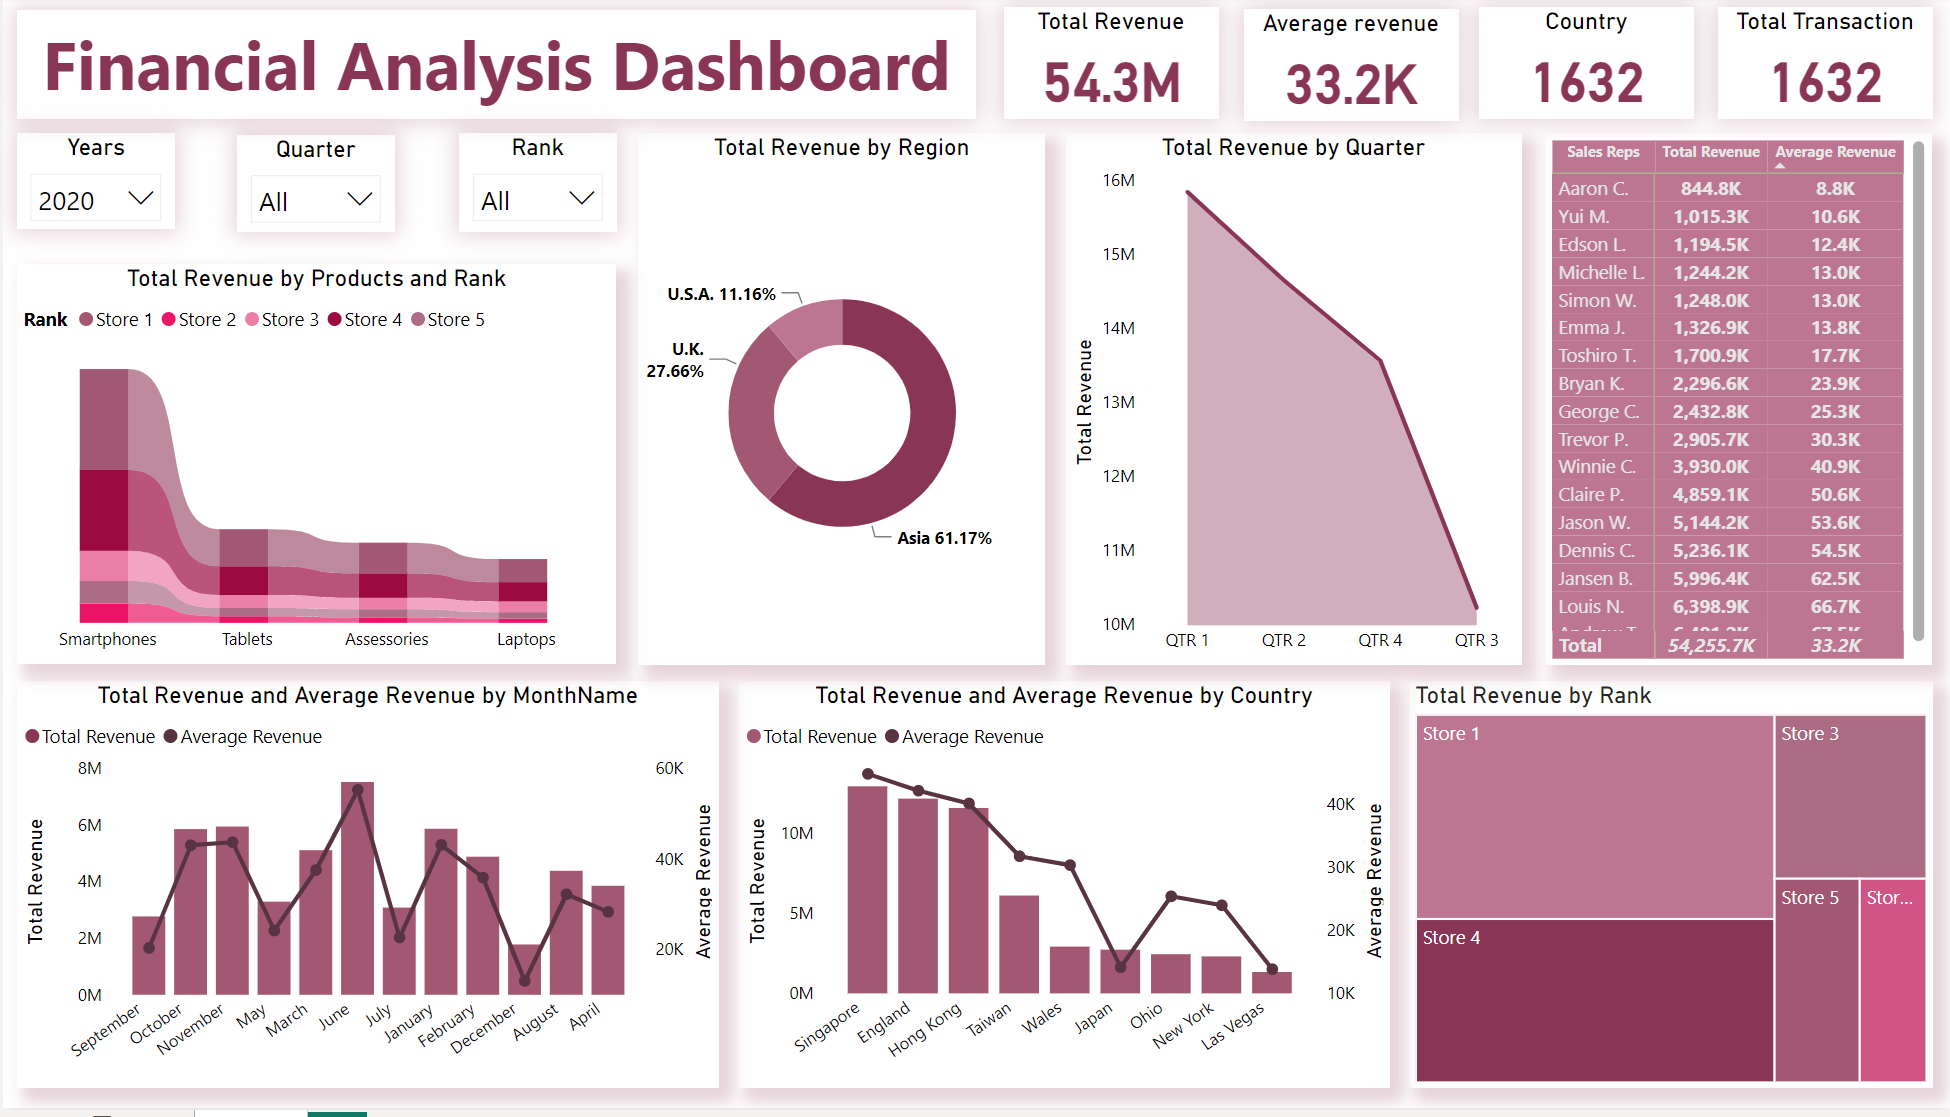 Financial Analysis Dashboard
Total Revenue
54.3M
Average revenue
33.2K
Country
1632
Total Transaction
1632
Years
2020
Quarter
All
Rank
All
Total Revenue by Products and Rank
Rank Store 1 Store 2 Store 3 Store 4 Store 5
Smartphones Tablets Assessories Laptops
Total Revenue by Region
U.S.A. 11.16%
U.K.
27.66%
Asia 61.17%
Total Revenue by Quarter
Total Revenue
16M
15M
14M
13M
12M
11M
10M
QTR 1 QTR 2 QTR 4 QTR 3
Sales Reps Total Revenue Average Revenue
Aaron C. 844.8K 8.8K
Yui M. 1,015.3K 10.6K
Edson L. 1,194.5K 12.4K
Michelle L. 1,244.2K 13.0K
Simon W. 1,248.0K 13.0K
Emma J. 1,326.9K 13.8K
Toshiro T. 1,700.9K 17.7K
Bryan K. 2,296.6K 23.9K
George C. 2,432.8K 25.3K
Trevor P. 2,905.7K 30.3K
Winnie C. 3,930.0K 40.9K
Claire P. 4,859.1K 50.6K
Jason W. 5,144.2K 53.6K
Dennis C. 5,236.1K 54.5K
Jansen B. 5,996.4K 62.5K
Louis N. 6,398.9K 66.7K
Total 54,255.7K 33.2K
Total Revenue and Average Revenue by MonthName
Total Revenue Average Revenue
Total Revenue
8M
6M
4M
2M
0M
60K
40K
20K
Average Revenue
September October November May March June July January February December August April
Total Revenue and Average Revenue by Country
Total Revenue Average Revenue
Total Revenue
10M
5M
0M
40K
30K
20K
10K
Average Revenue
Singapore England Hong Kong Taiwan Wales Japan Ohio New York Las Vegas
Total Revenue by Rank
Store 1
Store 3
Store 4
Store 5
Stor...